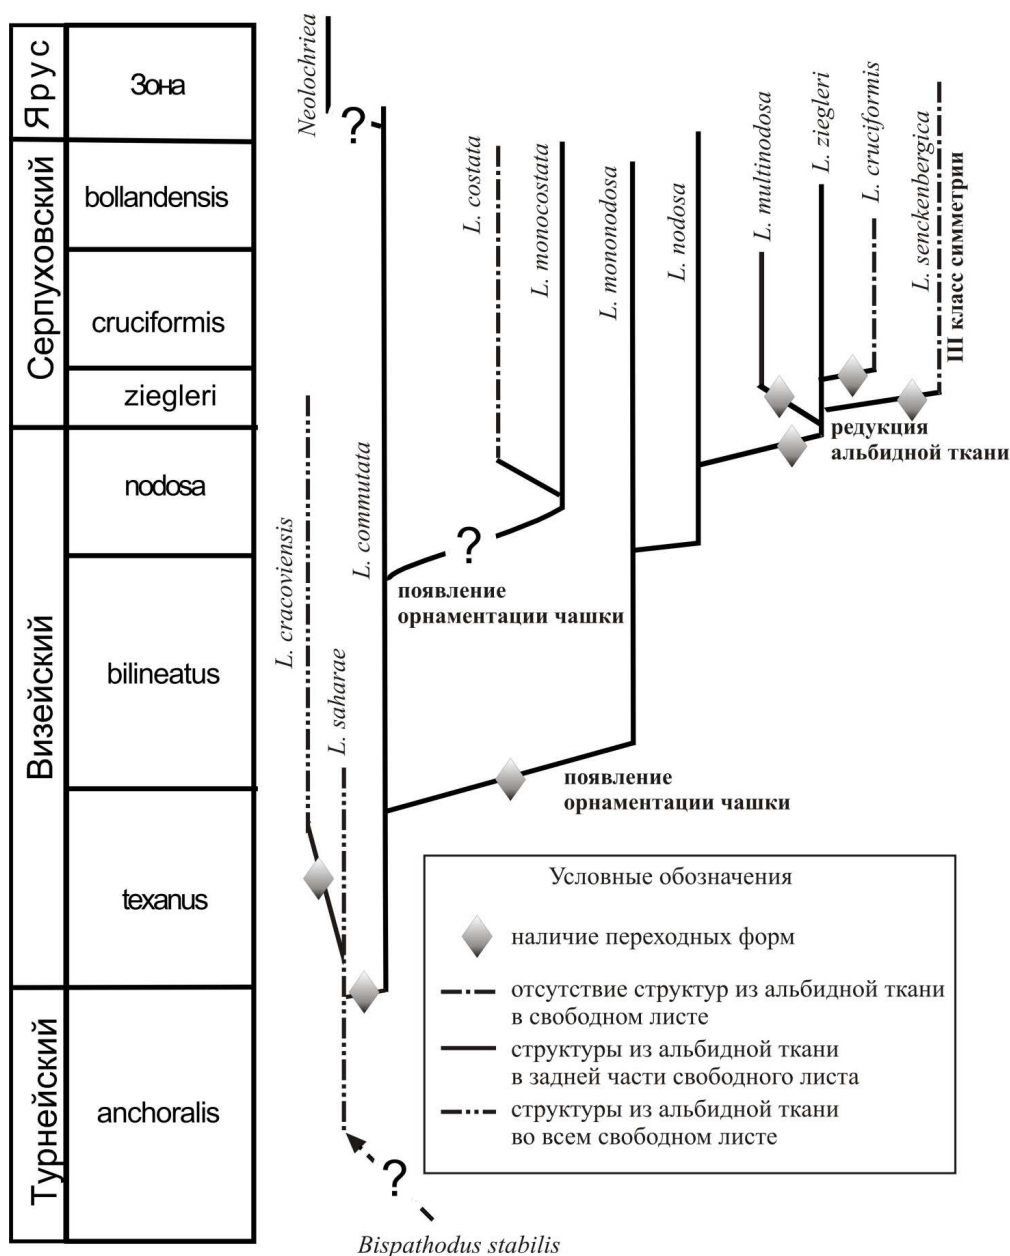 Ярус
Зона
Серпуховский
bollandensis
cruciformis
ziegleri
Визейский
nodosa
bilineatus
texanus
Турнейский
anchoralis
Neolochriea
?
L. cracoviensis
L. saharae
L. commutata
L. costata
L. monocostata
L. mononodosa
L. nodosa
L. multinodosa
L. ziegleri
L. cruciformis
L. senckenbergica
III класс симметрии
редукция
альбидной ткани
?
появление
орнаментации чашки
появление
орнаментации чашки
Условные обозначения
наличие переходных форм
отсутствие структур из альбидной ткани
в свободном листе
структуры из альбидной ткани
в задней части свободного листа
структуры из альбидной ткани
во всем свободном листе
?
Bispathodus stabilis